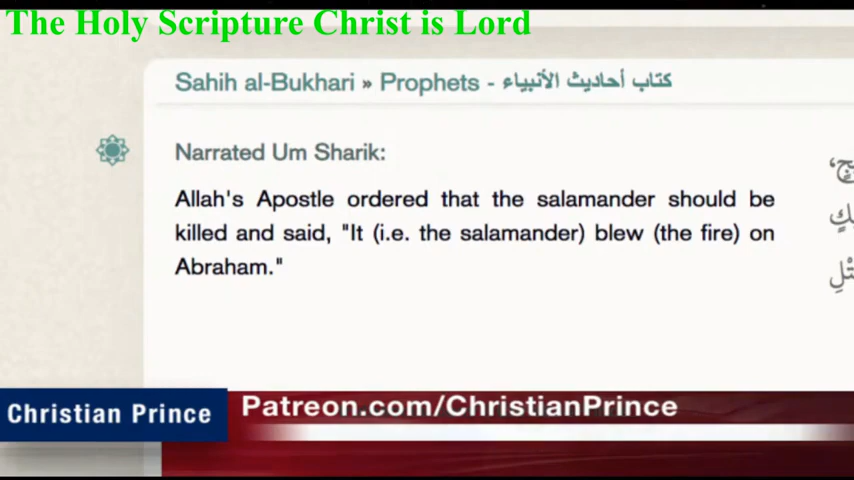 The Holy Scripture Christ is Lord
Sahih al-Bukhari » Prophets - كتاب أحاديث الأنبياء
Narrated Um Sharik:
Allah's Apostle ordered that the salamander should be
killed and said, "It (i.e. the salamander) blew (the fire) on
Abraham."
Christian Prince
Patreon.com/ChristianPrince